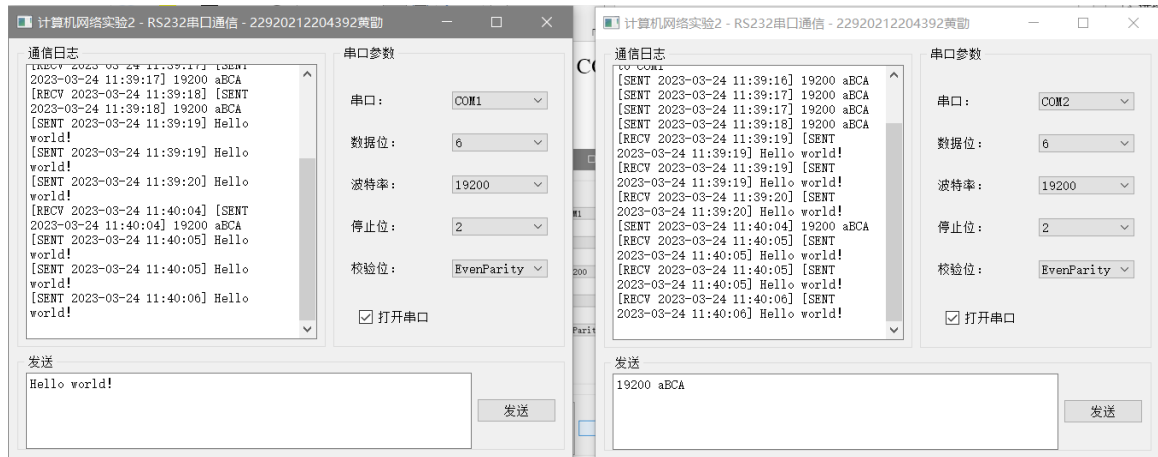 计算机网络实验2 - RS232串口通信 - 22920212204392黄勖
通信日志
[RECV 2023-03-24 11:39:17] [SENT
2023-03-24 11:39:17] 19200 aBCA
[RECV 2023-03-24 11:39:18] [SENT
2023-03-24 11:39:18] 19200 aBCA
[SENT 2023-03-24 11:39:19] Hello
world!
[SENT 2023-03-24 11:39:19] Hello
world!
[SENT 2023-03-24 11:39:20] Hello
world!
[RECV 2023-03-24 11:40:04] [SENT
2023-03-24 11:40:04] 19200 aBCA
[SENT 2023-03-24 11:40:05] Hello
world!
[SENT 2023-03-24 11:40:05] Hello
world!
[SENT 2023-03-24 11:40:06] Hello
world!
串口参数
串口： COM1
数据位： 6
波特率： 19200
停止位： 2
校验位： EvenParity
打开串口
发送
Hello world!
发送
计算机网络实验2 - RS232串口通信 - 22920212204392黄勖
通信日志
to COM1
[SENT 2023-03-24 11:39:16] 19200 aBCA
[SENT 2023-03-24 11:39:17] 19200 aBCA
[SENT 2023-03-24 11:39:17] 19200 aBCA
[SENT 2023-03-24 11:39:18] 19200 aBCA
[RECV 2023-03-24 11:39:19] [SENT
2023-03-24 11:39:19] Hello world!
[RECV 2023-03-24 11:39:19] [SENT
2023-03-24 11:39:19] Hello world!
[RECV 2023-03-24 11:39:20] [SENT
2023-03-24 11:39:20] Hello world!
[SENT 2023-03-24 11:40:04] 19200 aBCA
[RECV 2023-03-24 11:40:05] [SENT
2023-03-24 11:40:05] Hello world!
[RECV 2023-03-24 11:40:05] [SENT
2023-03-24 11:40:05] Hello world!
[RECV 2023-03-24 11:40:06] [SENT
2023-03-24 11:40:06] Hello world!
串口参数
串口： COM2
数据位： 6
波特率： 19200
停止位： 2
校验位： EvenParity
打开串口
发送
19200 aBCA
发送